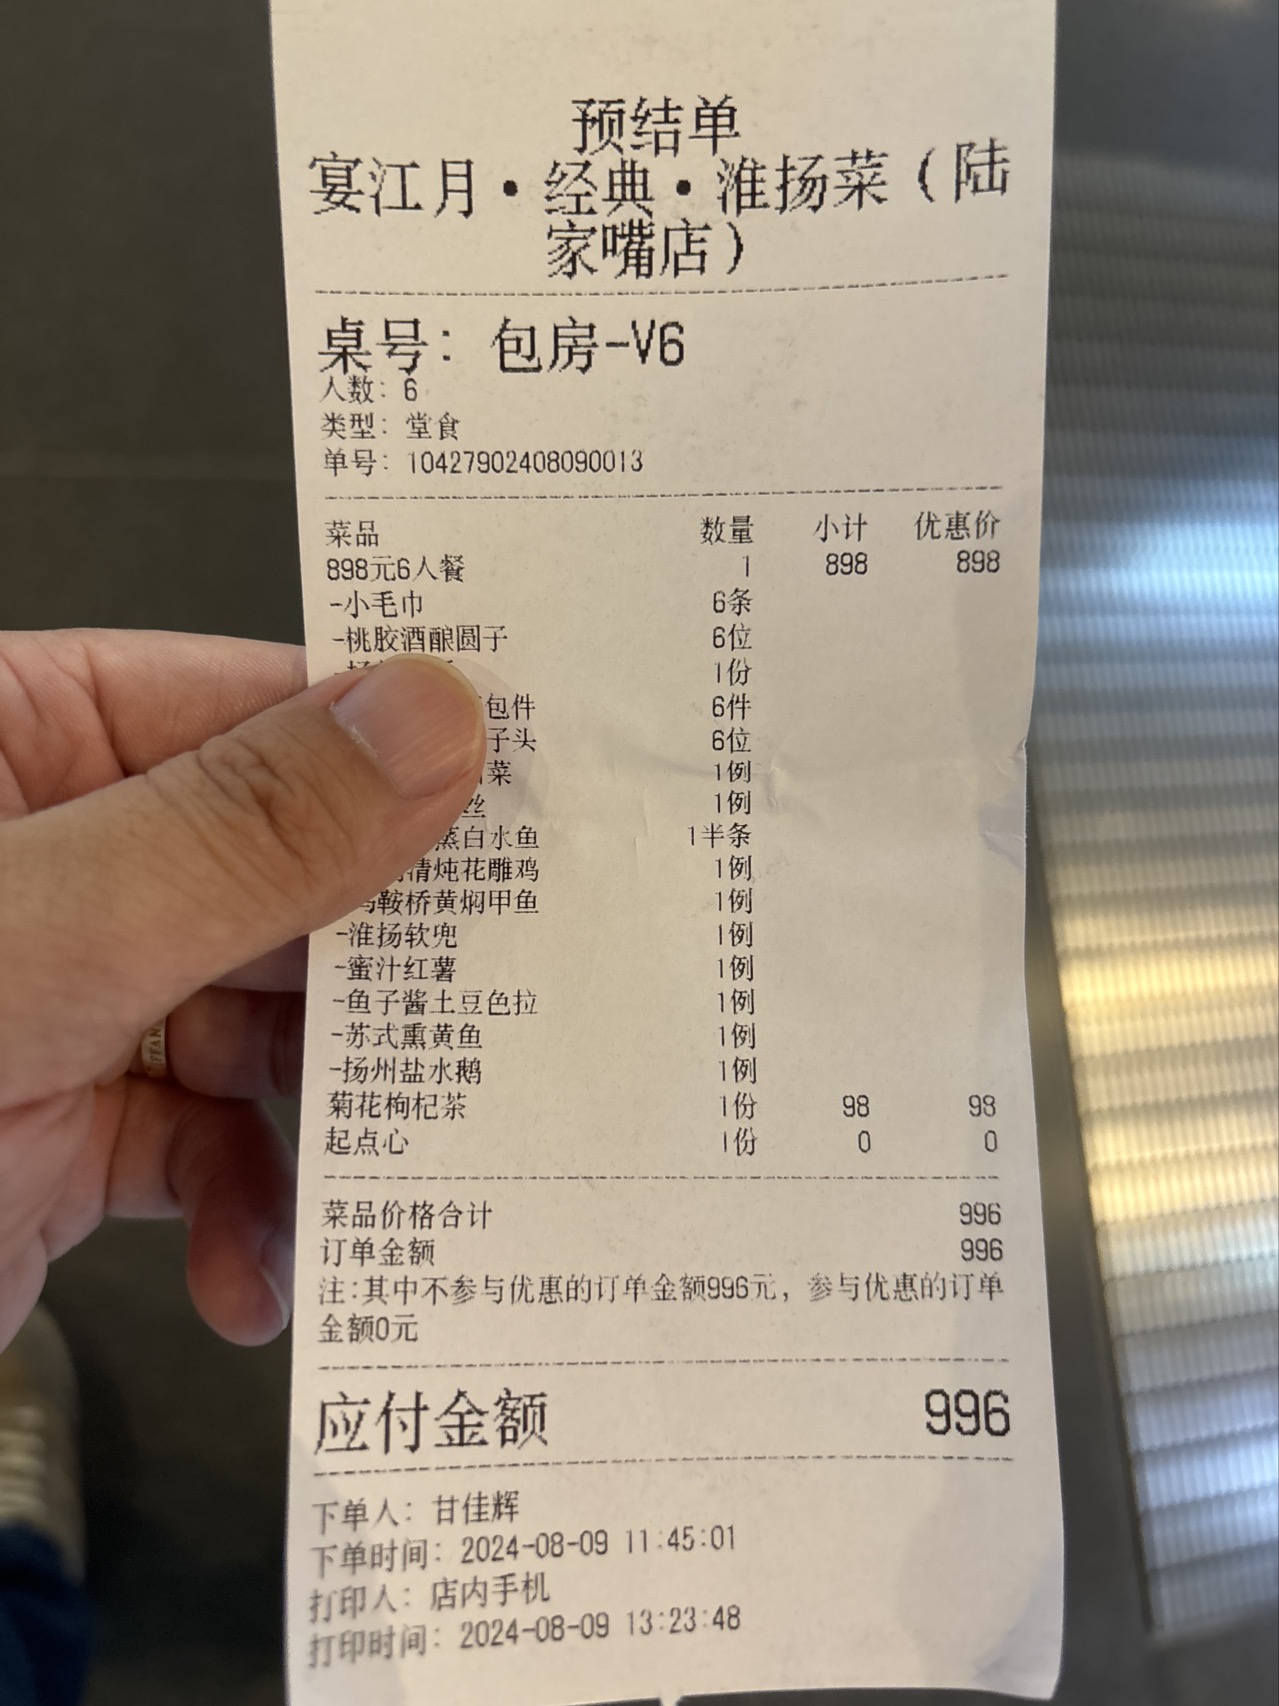 预结单
宴江月·经典·淮扬菜（陆
家嘴店）
桌号：包房-V6
人数：6
类型：堂食
单号：10427902408090013
菜品 数量 小计 优惠价
898元6人餐 1 898 898
-小毛巾 6条
-桃胶酒酿圆子 6位
1份
包件 6件
子头 6位
菜 1例
丝 1例
蒸白水鱼 1半条
清炖花雕鸡 1例
马鞍桥黄焖甲鱼 1例
-淮扬软兜 1例
-蜜汁红薯 1例
-鱼子酱土豆色拉 1例
-苏式熏黄鱼 1例
-扬州盐水鹅 1例
菊花枸杞茶 1份 98 98
起点心 1份 0 0
菜品价格合计 996
订单金额 996
注:其中不参与优惠的订单金额996元，参与优惠的订单
金额0元
应付金额 996
下单人：甘佳辉
下单时间：2024-08-09 11:45:01
打印人：店内手机
打印时间：2024-08-09 13:23:48